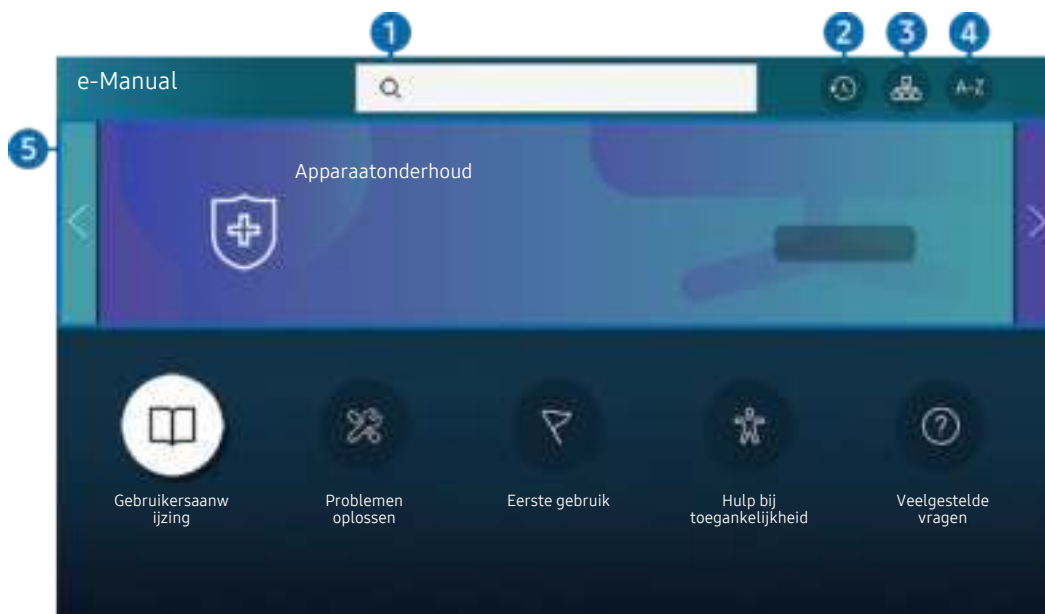 1
2
3
4
e-Manual
A-Z
5
Apparaatonderhoud
Gebruikersaanw
ijzing
Problemen
oplossen
Eerste gebruik
Hulp bij
toegankelijkheid
Veelgestelde
vragen